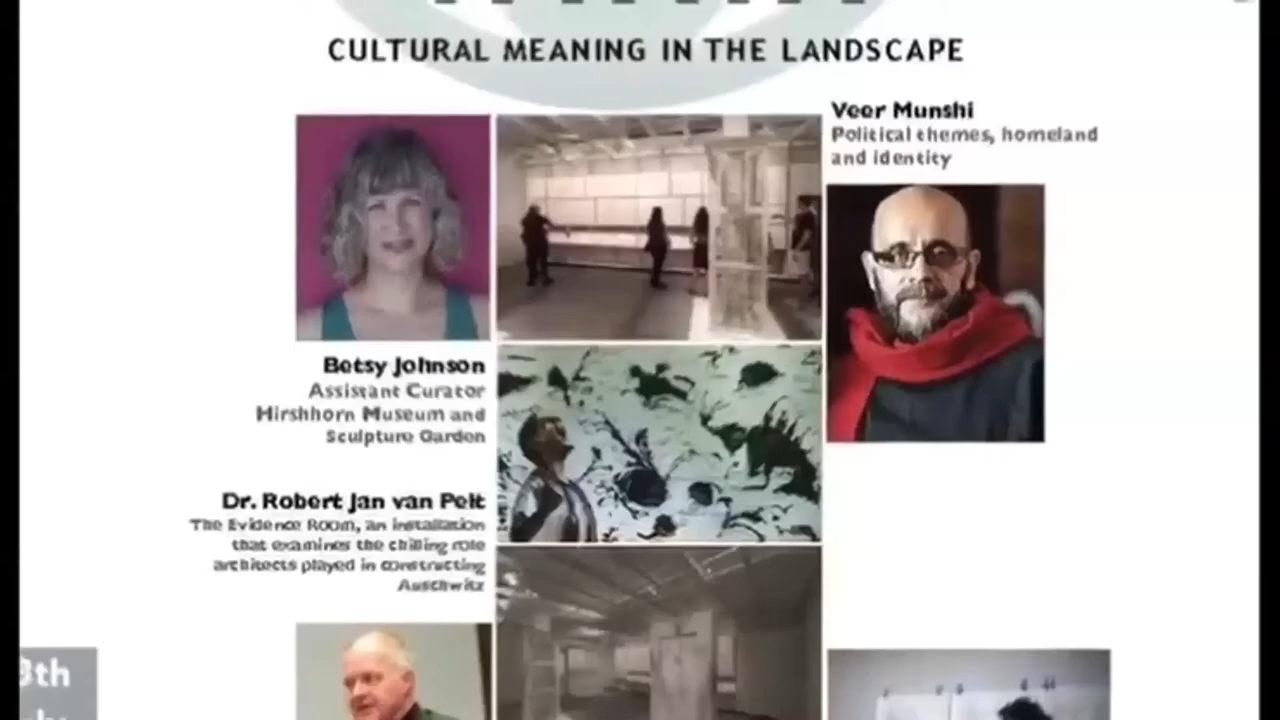 CULTURAL MEANING IN THE LANDSCAPE
Veer Munshi
Political themes, homeland
and identity
Betsy Johnson
Assistant Curator
Hirshhorn Museum and
Sculpture Garden
Dr. Robert Jan van Pelt
The Evidence Room, an installation
that examines the chilling role
architects played in constructing
Auschwitz
8th